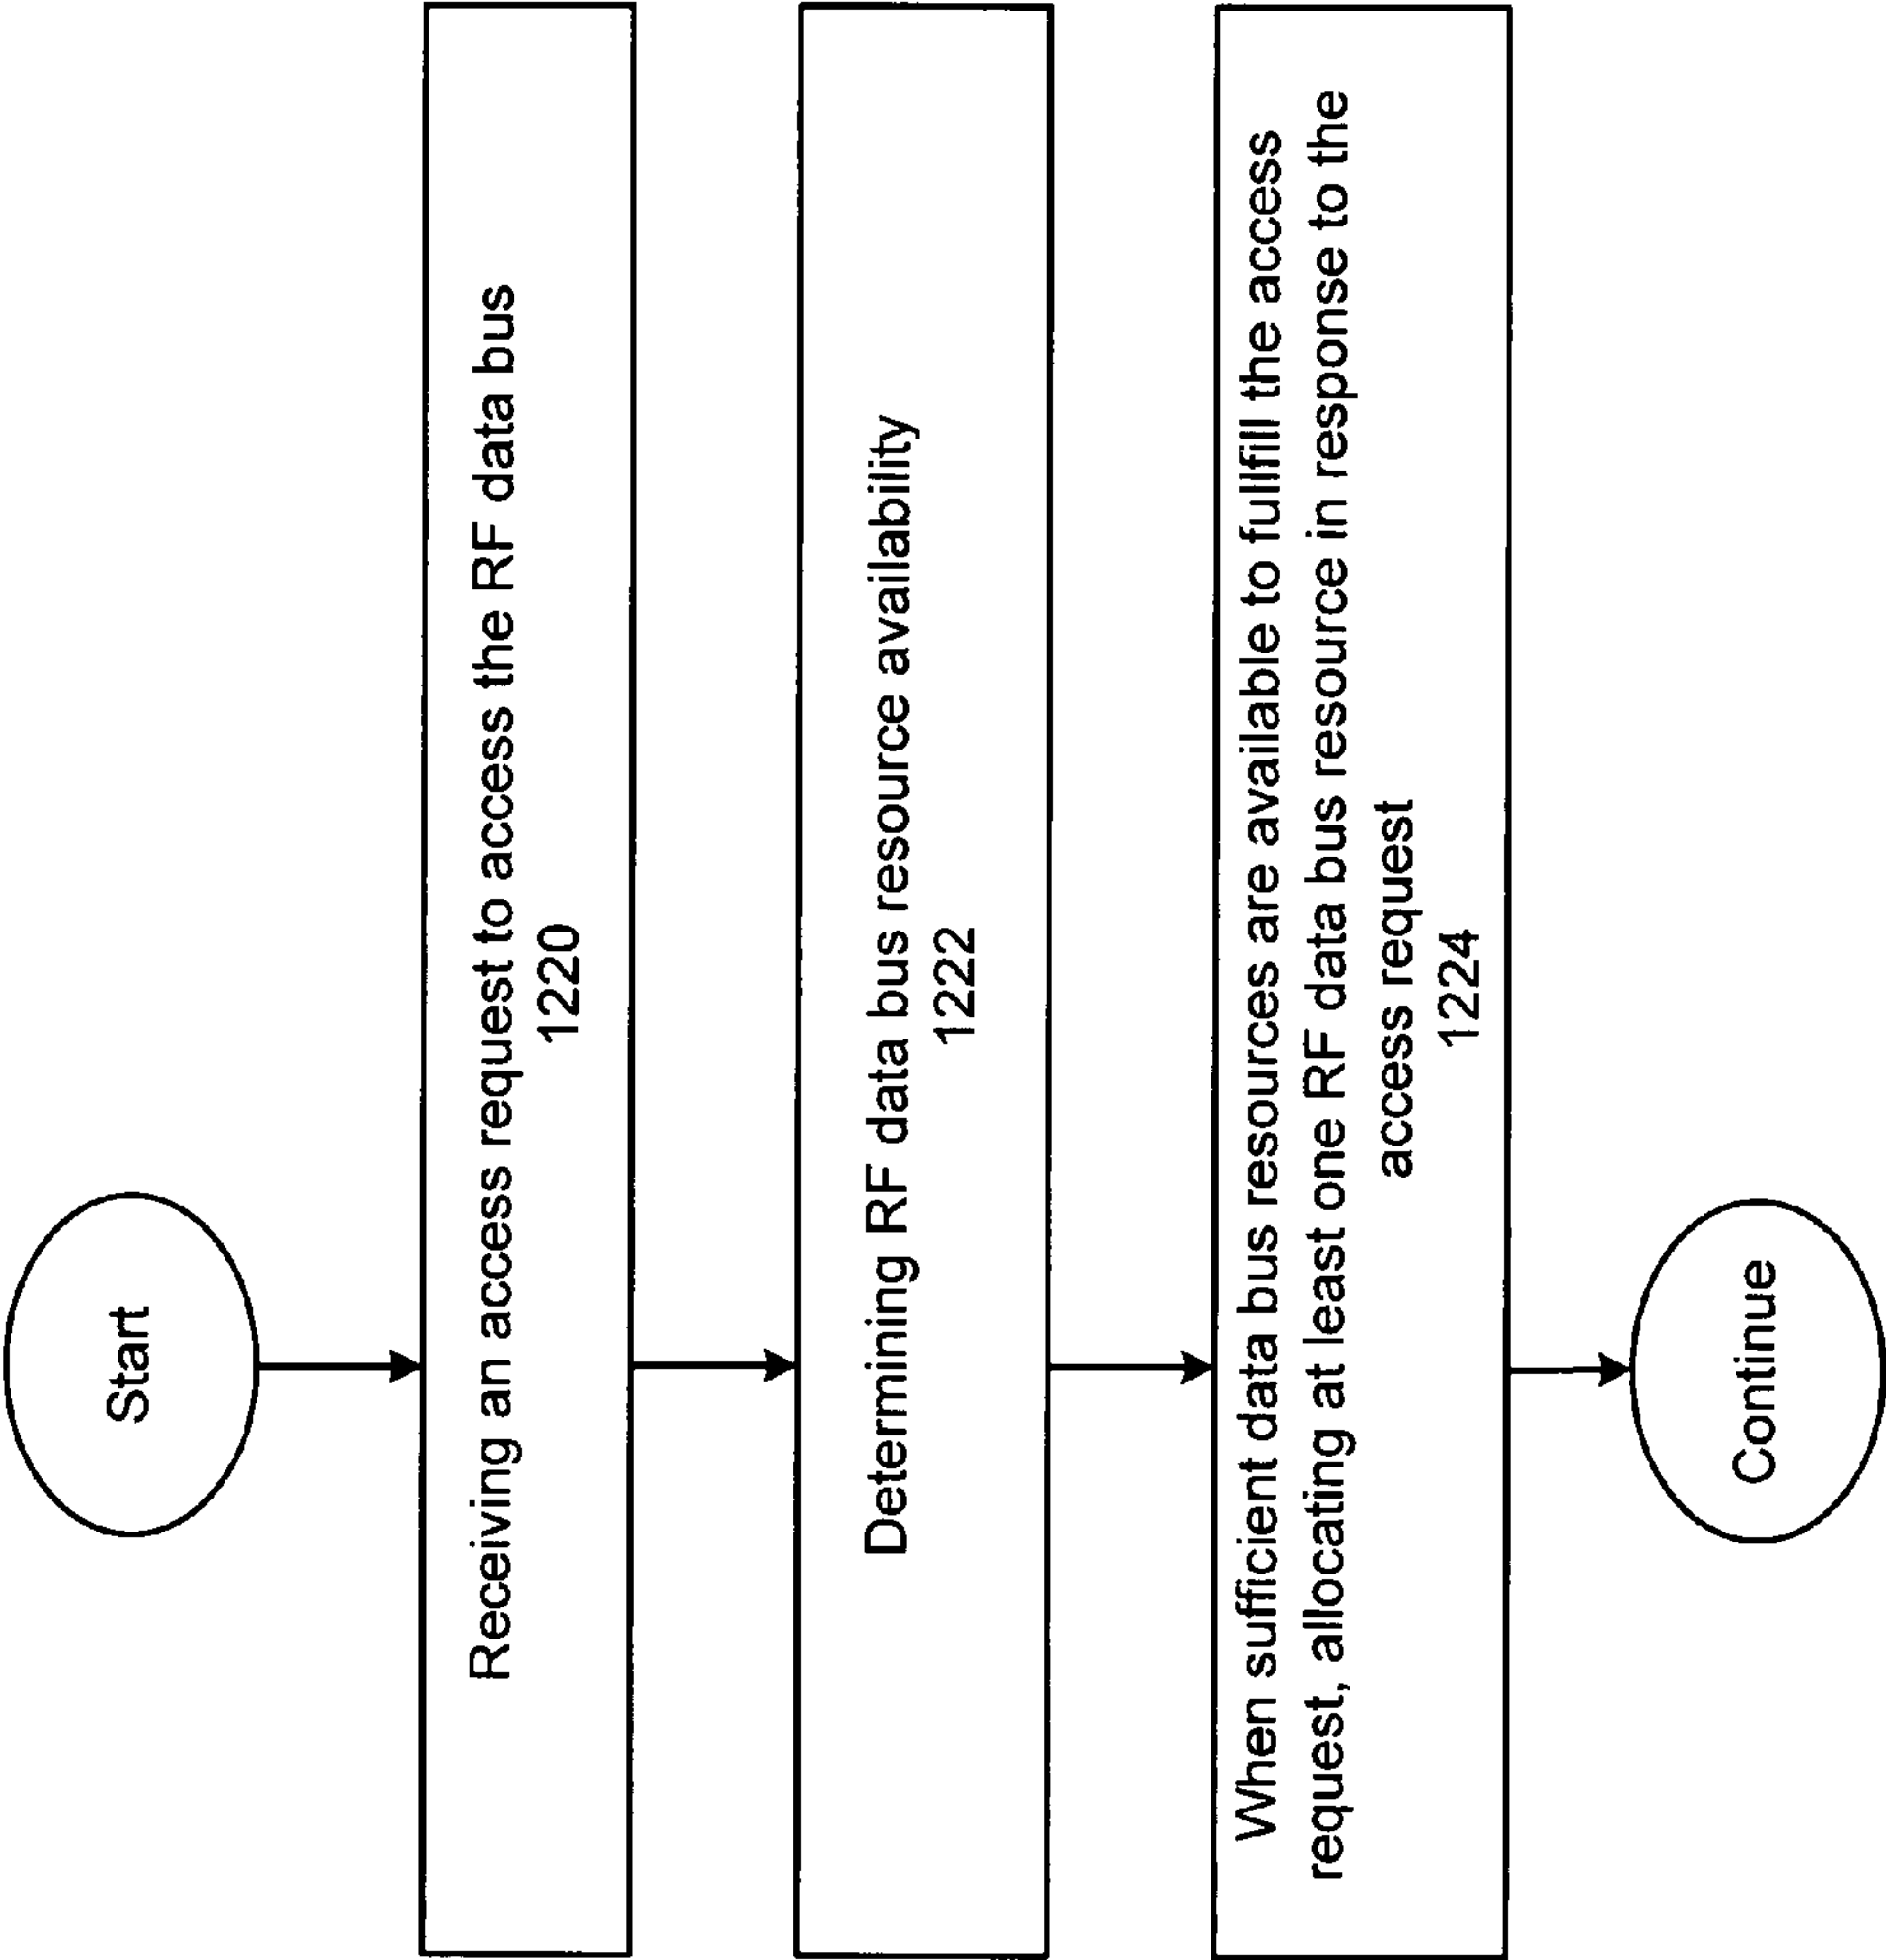 Start
Receiving an access request to access the RF data bus
1220
Determining RF data bus resource availability
1222
When sufficient data bus resources are available to fullfill the access
request, allocating at least one RF data bus resource in response to the
access request
1224
Continue